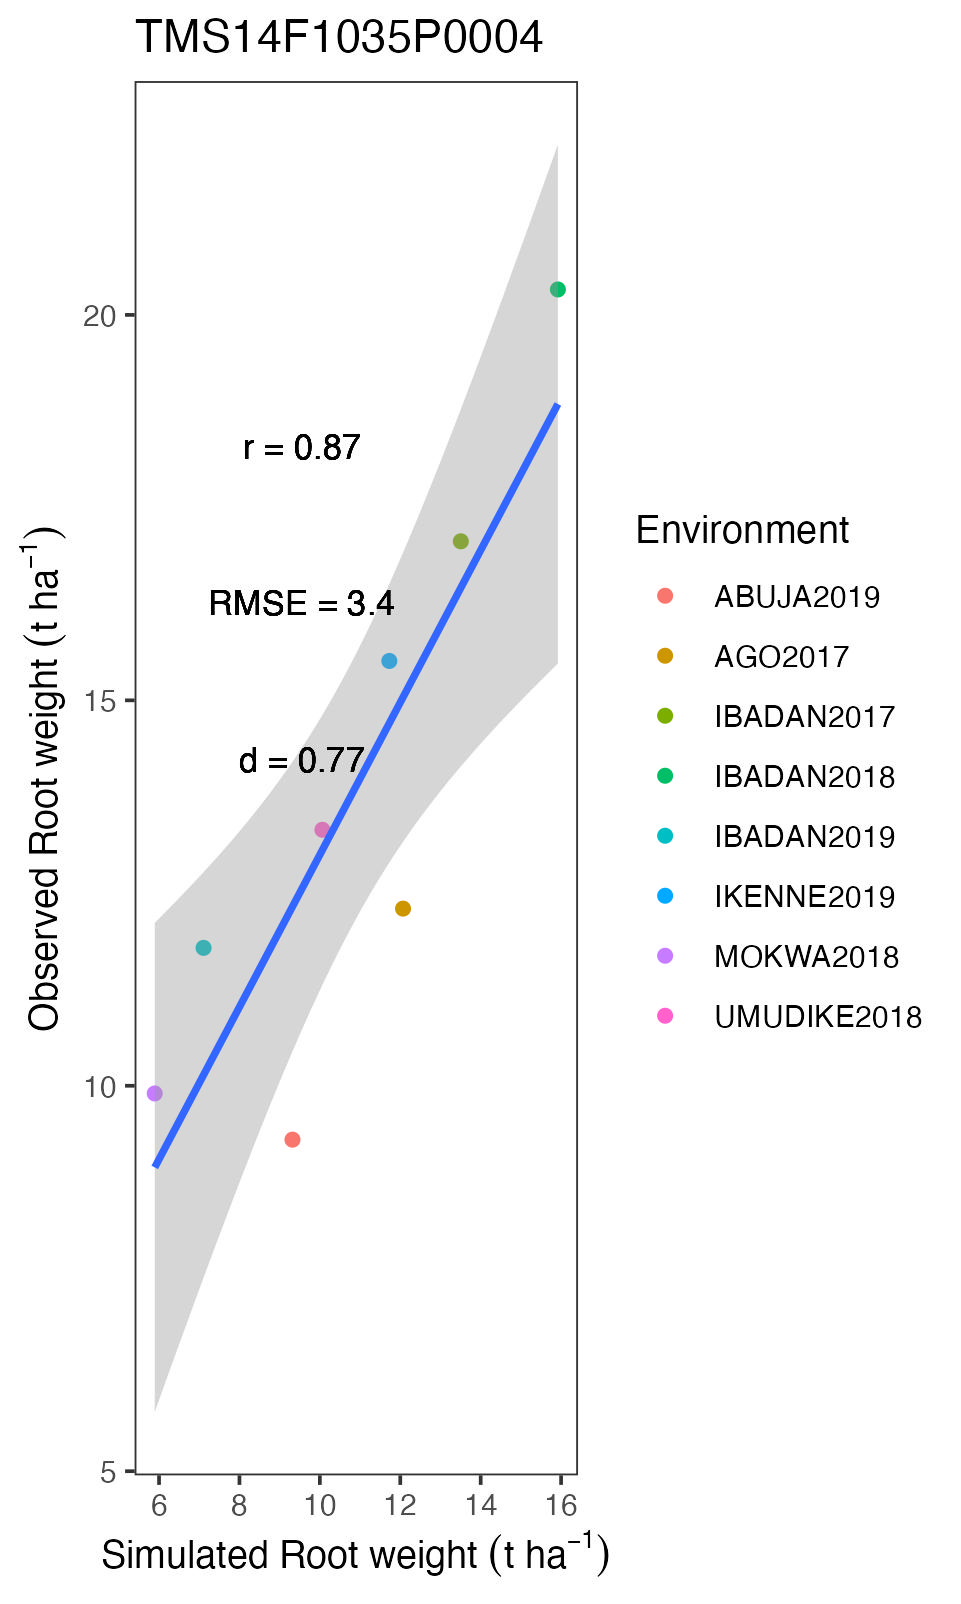 TMS14F1035P0004
Observed Root weight (t ha⁻¹)
20
15
10
5
r = 0.87
RMSE = 3.4
d = 0.77
6 8 10 12 14 16
Simulated Root weight (t ha⁻¹)
Environment
ABUJA2019
AGO2017
IBADAN2017
IBADAN2018
IBADAN2019
IKENNE2019
MOKWA2018
UMUDIKE2018